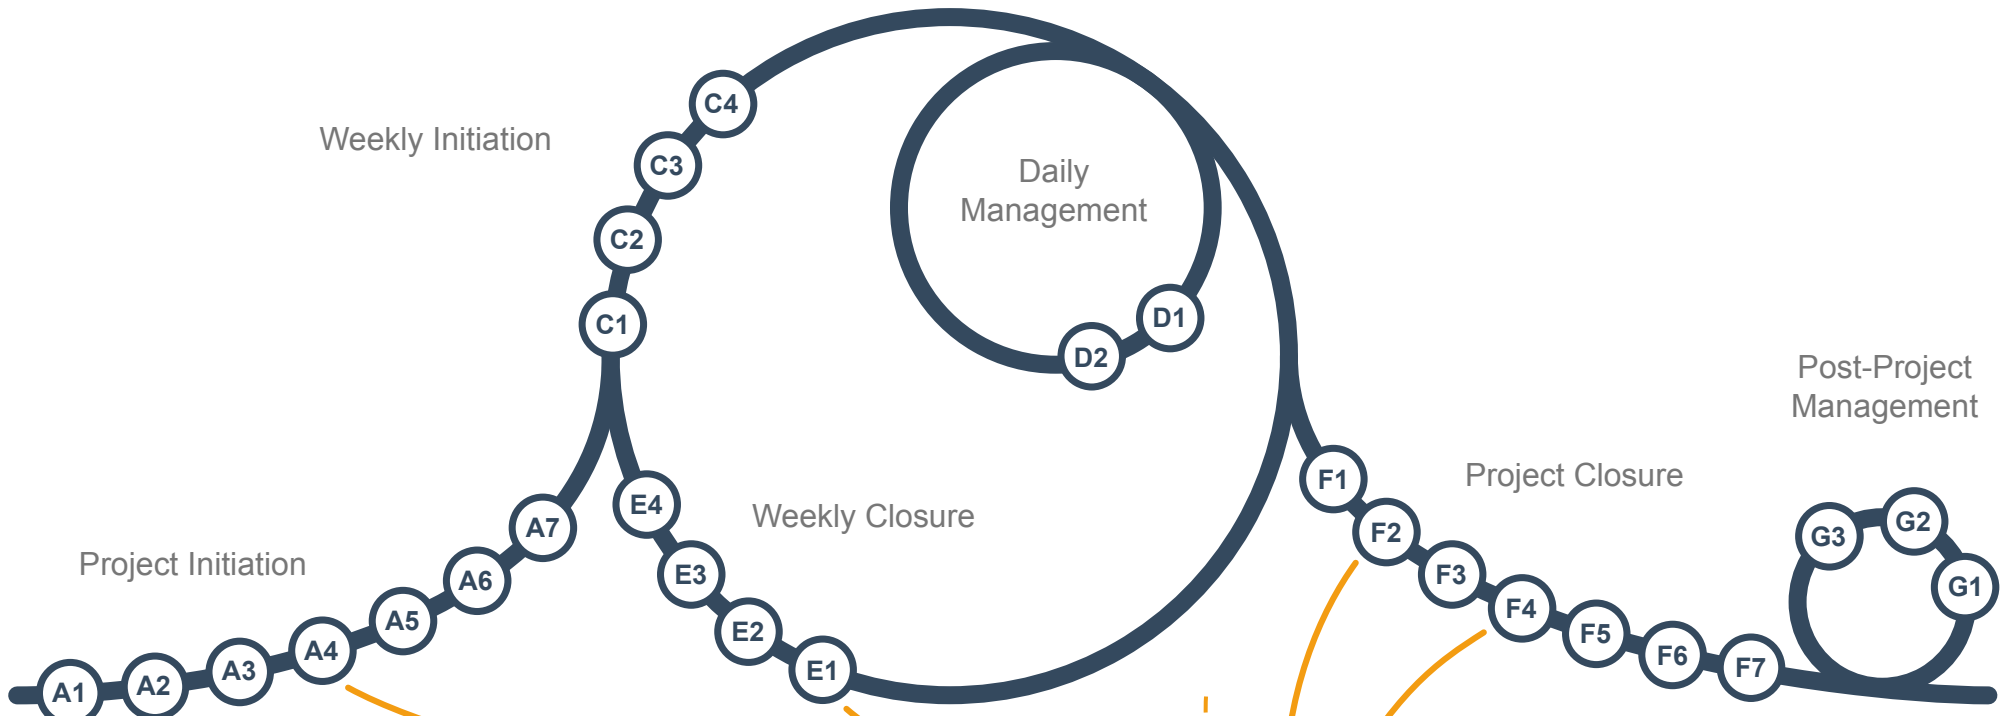 Project Initiation
A1
A2
A3
A4
A5
A6
A7
Weekly Initiation
C1
C2
C3
C4
Daily
Management
D1
D2
Weekly Closure
E1
E2
E3
E4
Project Closure
F1
F2
F3
F4
F5
F6
F7
Post-Project
Management
G1
G2
G3